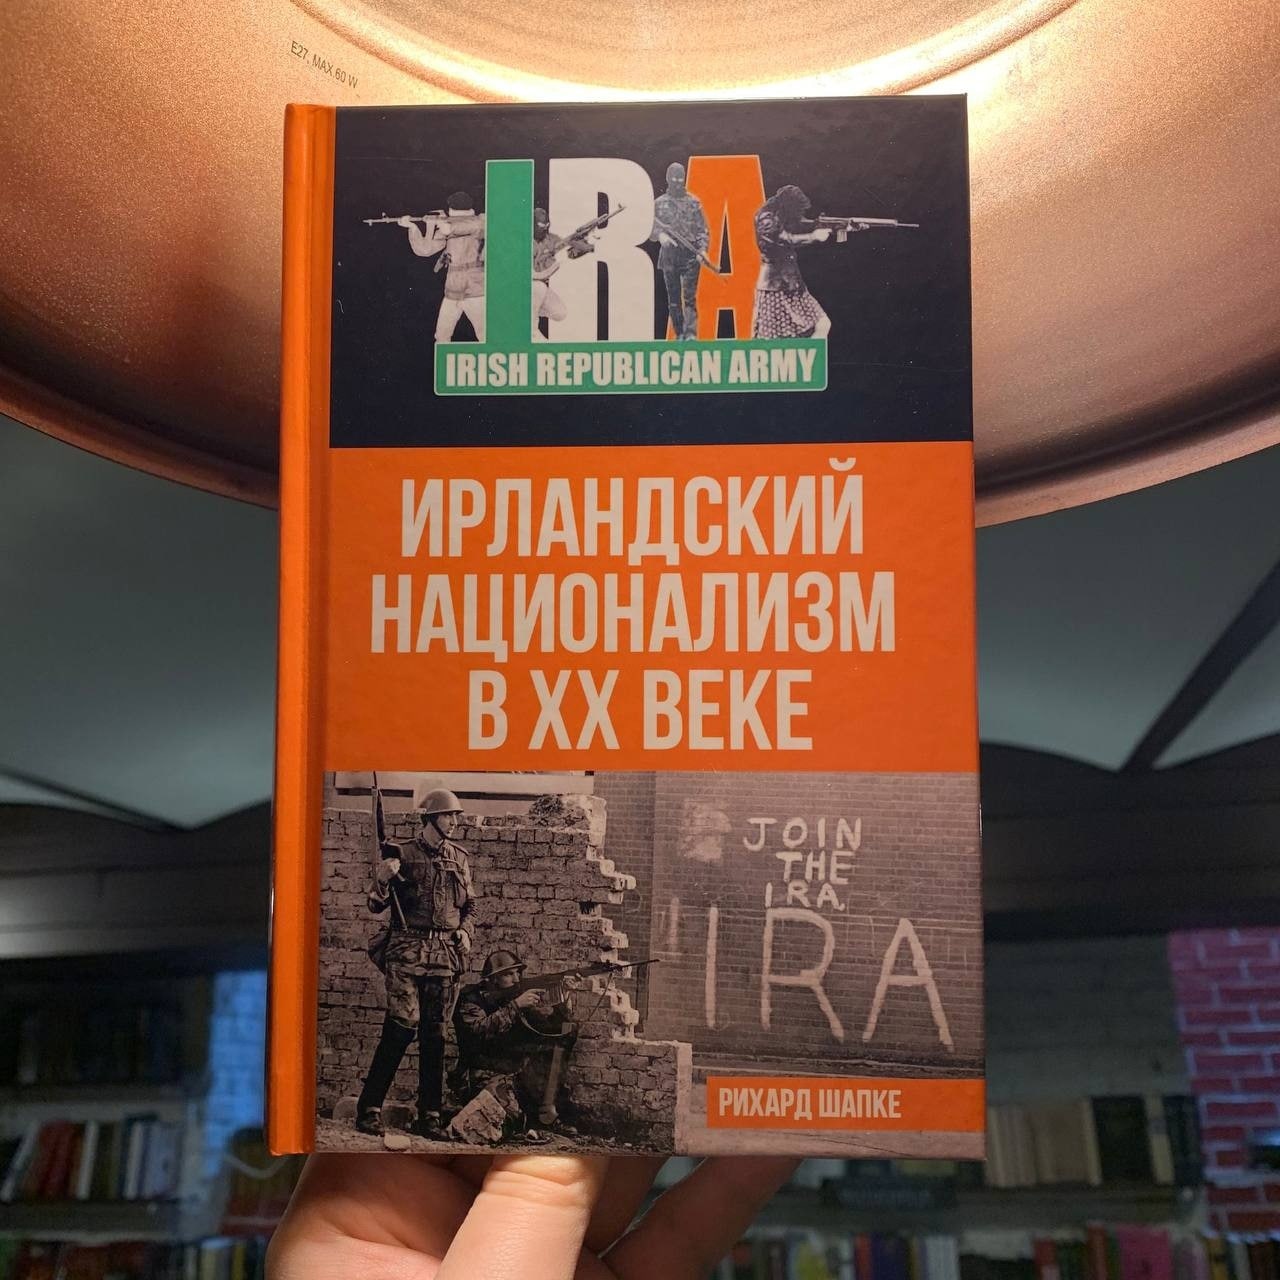 E27, MAX.60 W
IRA
IRISH REPUBLICAN ARMY
ИРЛАНДСКИЙ
НАЦИОНАЛИЗМ
В XX ВЕКЕ
JOIN
THE
IRA
IRA
РИХАРД ШАПКЕ